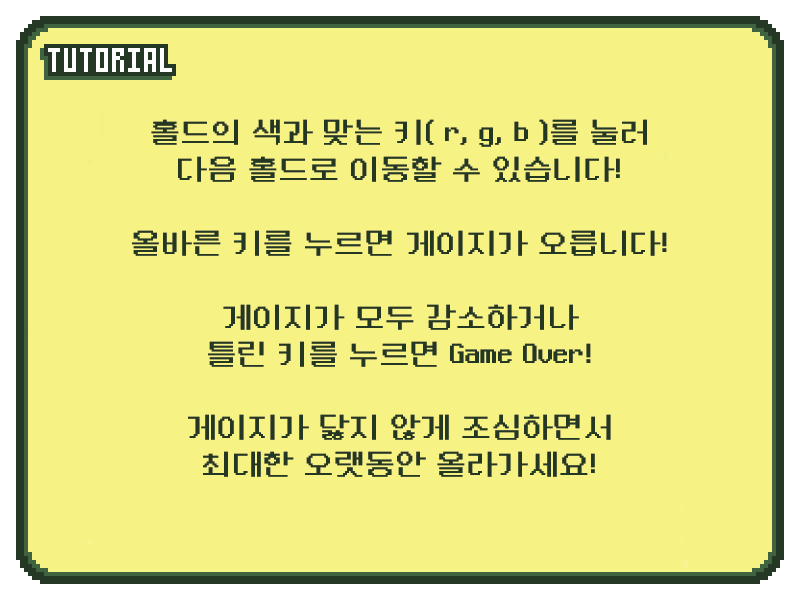 TUTORIAL
홀드의 색과 맞는 키( r, g, b )를 눌러
다음 홀드로 이동할 수 있습니다!
올바른 키를 누르면 게이지가 오릅니다!
게이지가 모두 감소하거나
틀린 키를 누르면 Game Over!
게이지가 닳지 않게 조심하면서
최대한 오랫동안 올라가세요!